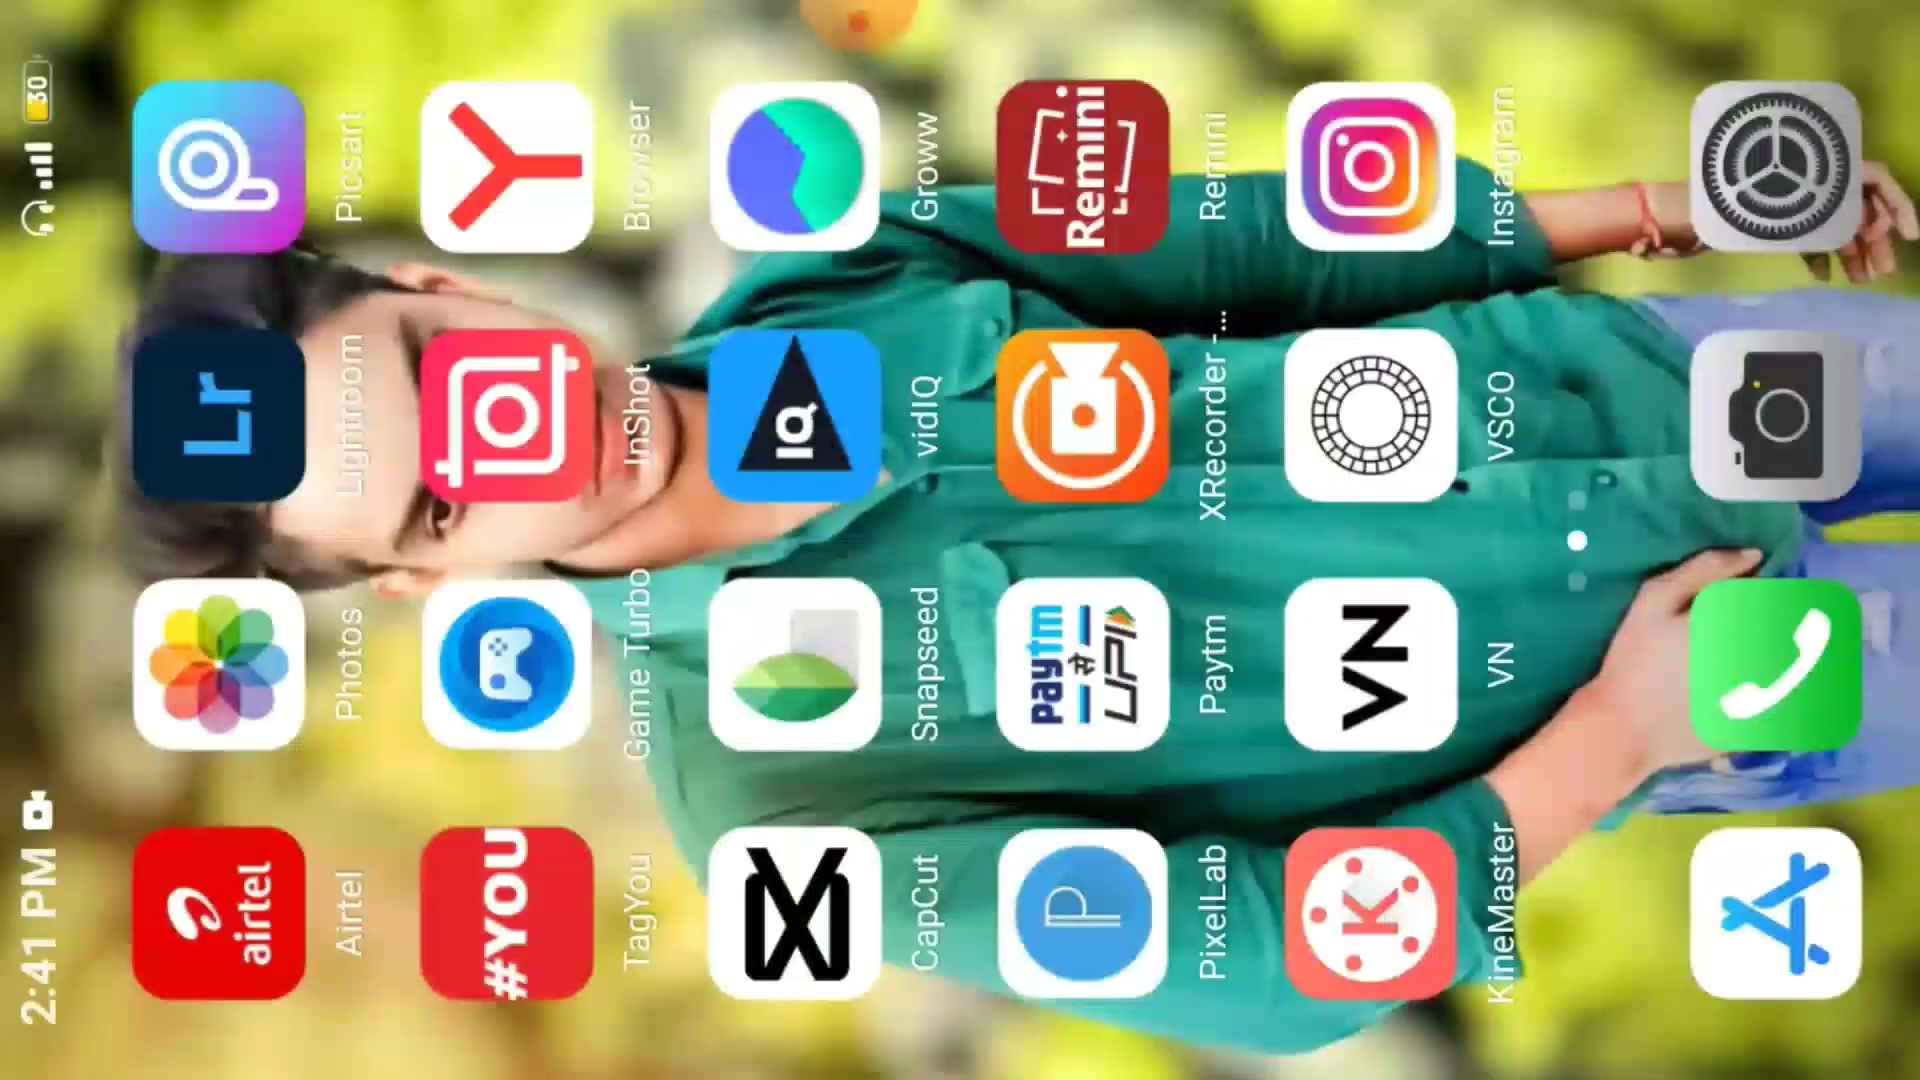 2:41 PM 30
airtel Lr
Airtel Photos Lightroom Picsart
#YOU
TagYou Game Turbo InShot Browser
IQ
CapCut Snapseed vidIQ Groww
P paytm से UPI Remini
PixelLab Paytm XRecorder -... Remini
K VN
KineMaster VN VSCO Instagram